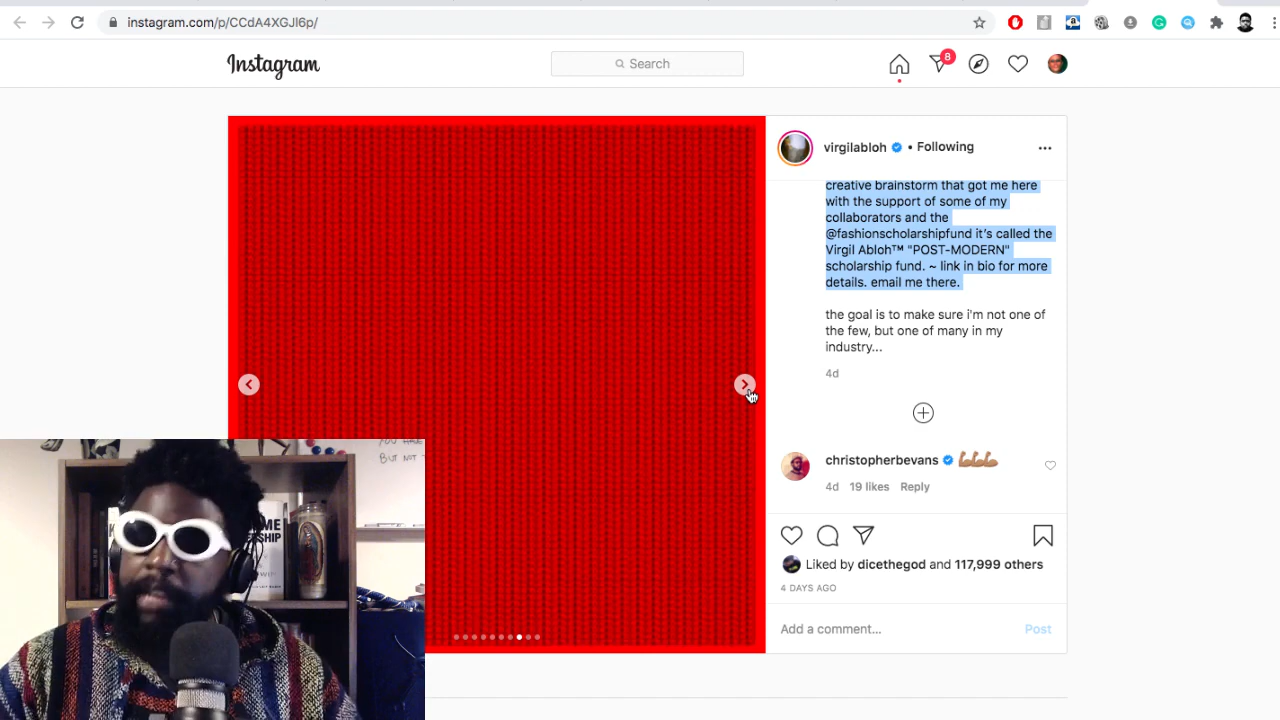 instagram.com/p/CCdA4XGJl6p/
Instagram
Search
8
virgilabloh • Following
creative brainstorm that got me here
with the support of some of my
collaborators and the
@fashionscholarshipfund it’s called the
Virgil Abloh™ "POST-MODERN"
scholarship fund. ~ link in bio for more
details. email me there.
the goal is to make sure i'm not one of
the few, but one of many in my
industry...
4d
christopherbevans
4d 19 likes Reply
Liked by dicethegod and 117,999 others
4 DAYS AGO
Add a comment... Post
YOU HAVE
BUT NOT